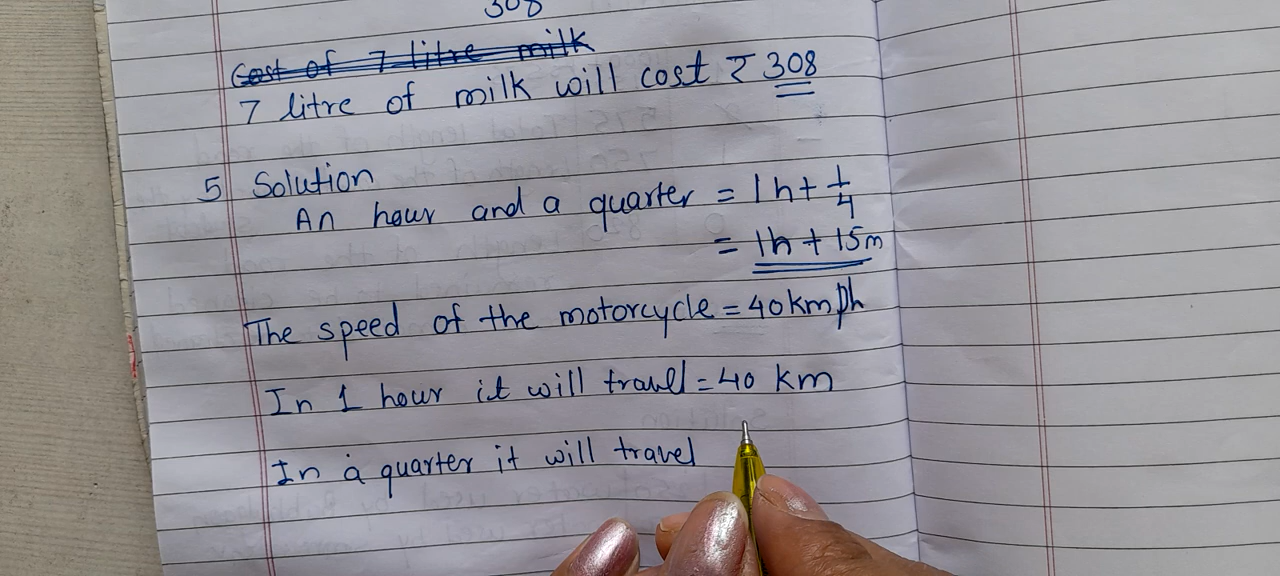 308
Cost of 7 litre milk
7 litre of milk will cost ₹ 308
5 Solution
An hour and a quarter = 1h + 1/4
= 1h + 15m
The speed of the motorcycle = 40 kmph
In 1 hour it will travel = 40 km
In a quarter it will travel